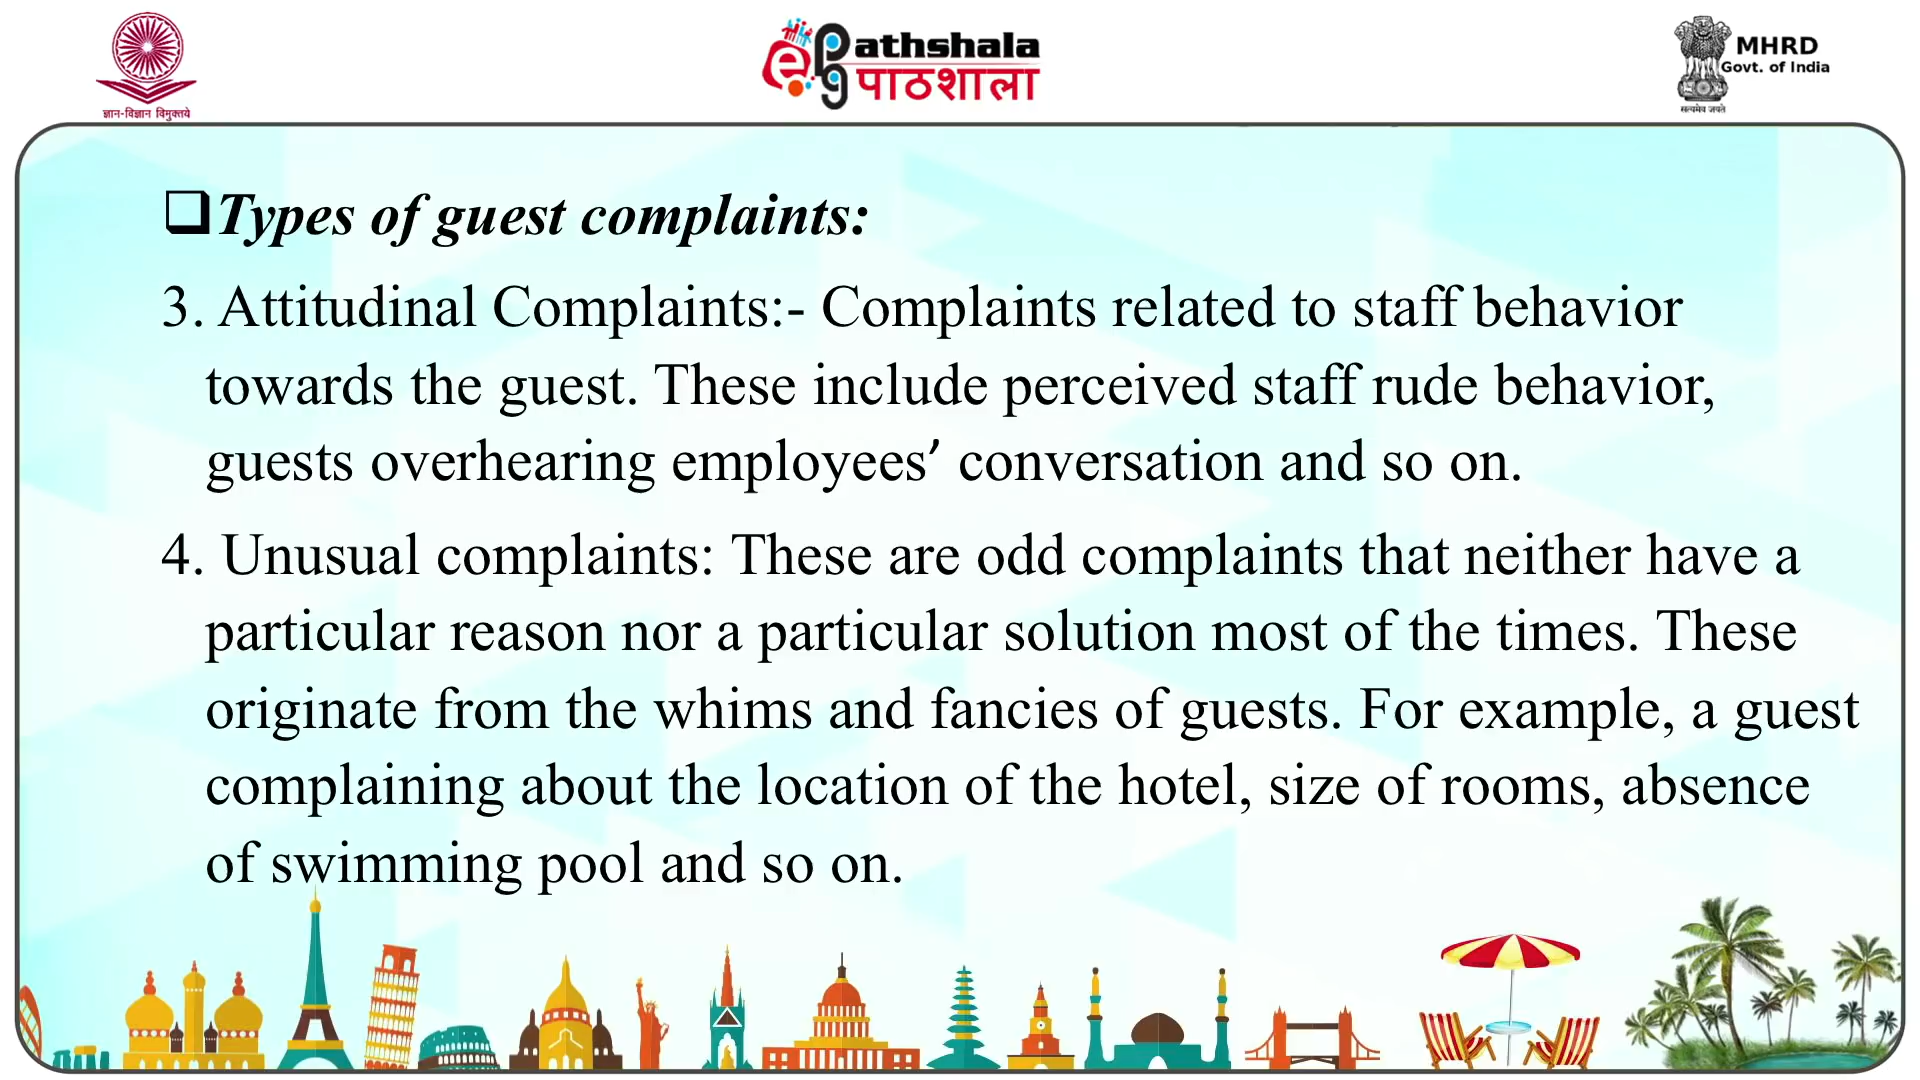 ज्ञान-विज्ञान विमुक्तये
ePG Pathshala
पाठशाला
MHRD
Govt. of India
सत्यमेव जयते
❑Types of guest complaints:
3. Attitudinal Complaints:- Complaints related to staff behavior
towards the guest. These include perceived staff rude behavior,
guests overhearing employees’ conversation and so on.
4. Unusual complaints: These are odd complaints that neither have a
particular reason nor a particular solution most of the times. These
originate from the whims and fancies of guests. For example, a guest
complaining about the location of the hotel, size of rooms, absence
of swimming pool and so on.